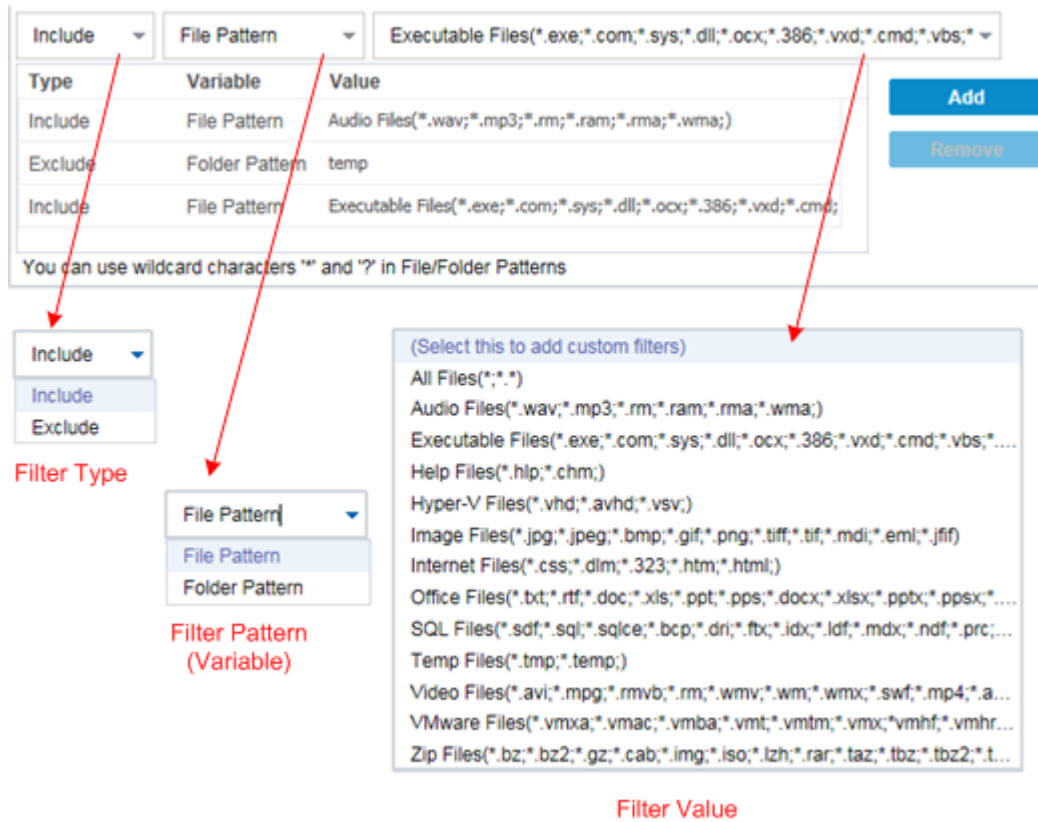 Include File Pattern Executable Files(*.exe;*.com;*.sys;*.dll;*.ocx;*.386;*.vxd;*.cmd;*.vbs;*
Type Variable Value
Add
Include File Pattern Audio Files(*.wav;*.mp3;*.rm;*.ram;*.rma;*.wma;)
Remove
Exclude Folder Pattern temp
Include File Pattern Executable Files(*.exe;*.com;*.sys;*.dll;*.ocx;*.386;*.vxd;*.cmd;
You can use wildcard characters '*' and '?' in File/Folder Patterns
Include
Include
Exclude
Filter Type
File Pattern
File Pattern
Folder Pattern
Filter Pattern
(Variable)
(Select this to add custom filters)
All Files(*;*.*)
Audio Files(*.wav;*.mp3;*.rm;*.ram;*.rma;*.wma;)
Executable Files(*.exe;*.com;*.sys;*.dll;*.ocx;*.386;*.vxd;*.cmd;*.vbs;*....
Help Files(*.hlp;*.chm;)
Hyper-V Files(*.vhd;*.avhd;*.vsv;)
Image Files(*.jpg;*.jpeg;*.bmp;*.gif;*.png;*.tiff;*.tif;*.mdi;*.eml;*.jfif)
Internet Files(*.css;*.dlm;*.323;*.htm;*.html;)
Office Files(*.txt;*.rtf;*.doc;*.xls;*.ppt;*.pps;*.docx;*.xlsx;*.pptx;*.ppsx;*....
SQL Files(*.sdf;*.sql;*.sqlce;*.bcp;*.dri;*.ftx;*.idx;*.ldf;*.mdx;*.ndf;*.prc;...
Temp Files(*.tmp;*.temp;)
Video Files(*.avi;*.mpg;*.rmvb;*.rm;*.wmv;*.wm;*.wmx;*.swf;*.mp4;*.a...
VMware Files(*.vmxa;*.vmac;*.vmba;*.vmt;*.vmtm;*.vmx;*vmhf;*.vmhr...
Zip Files(*.bz;*.bz2;*.gz;*.cab;*.img;*.iso;*.lzh;*.rar;*.taz;*.tbz;*.tbz2;*.t...
Filter Value